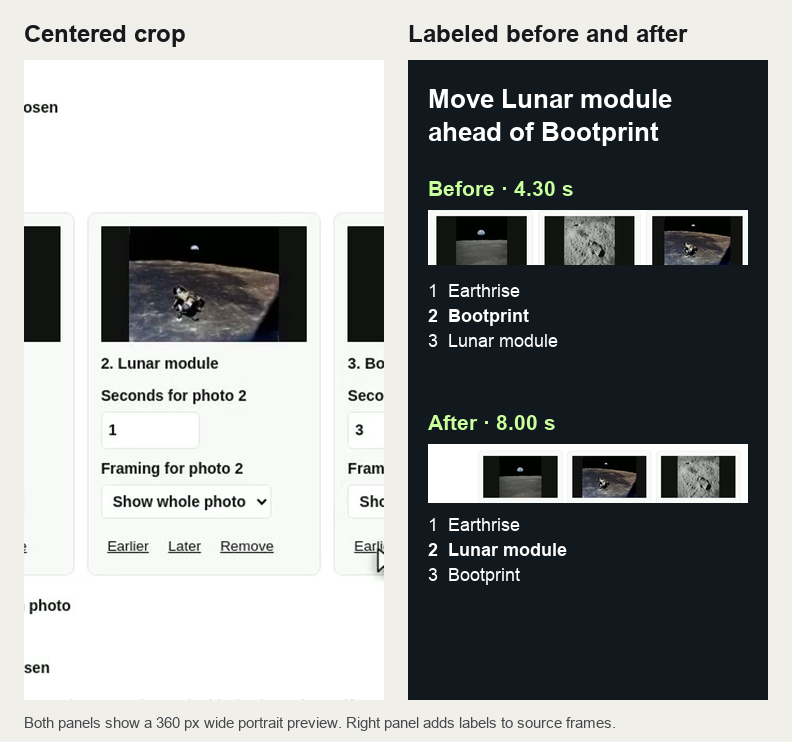 Centered crop
osen
2. Lunar module
Seconds for photo 2
1
Framing for photo 2
Show whole photo
Earlier Later Remove
3. Bo
Seco
3
Fram
Sho
Earli
photo
sen
Labeled before and after
Move Lunar module
ahead of Bootprint
Before · 4.30 s
1 Earthrise
2 Bootprint
3 Lunar module
After · 8.00 s
1 Earthrise
2 Lunar module
3 Bootprint
Both panels show a 360 px wide portrait preview. Right panel adds labels to source frames.